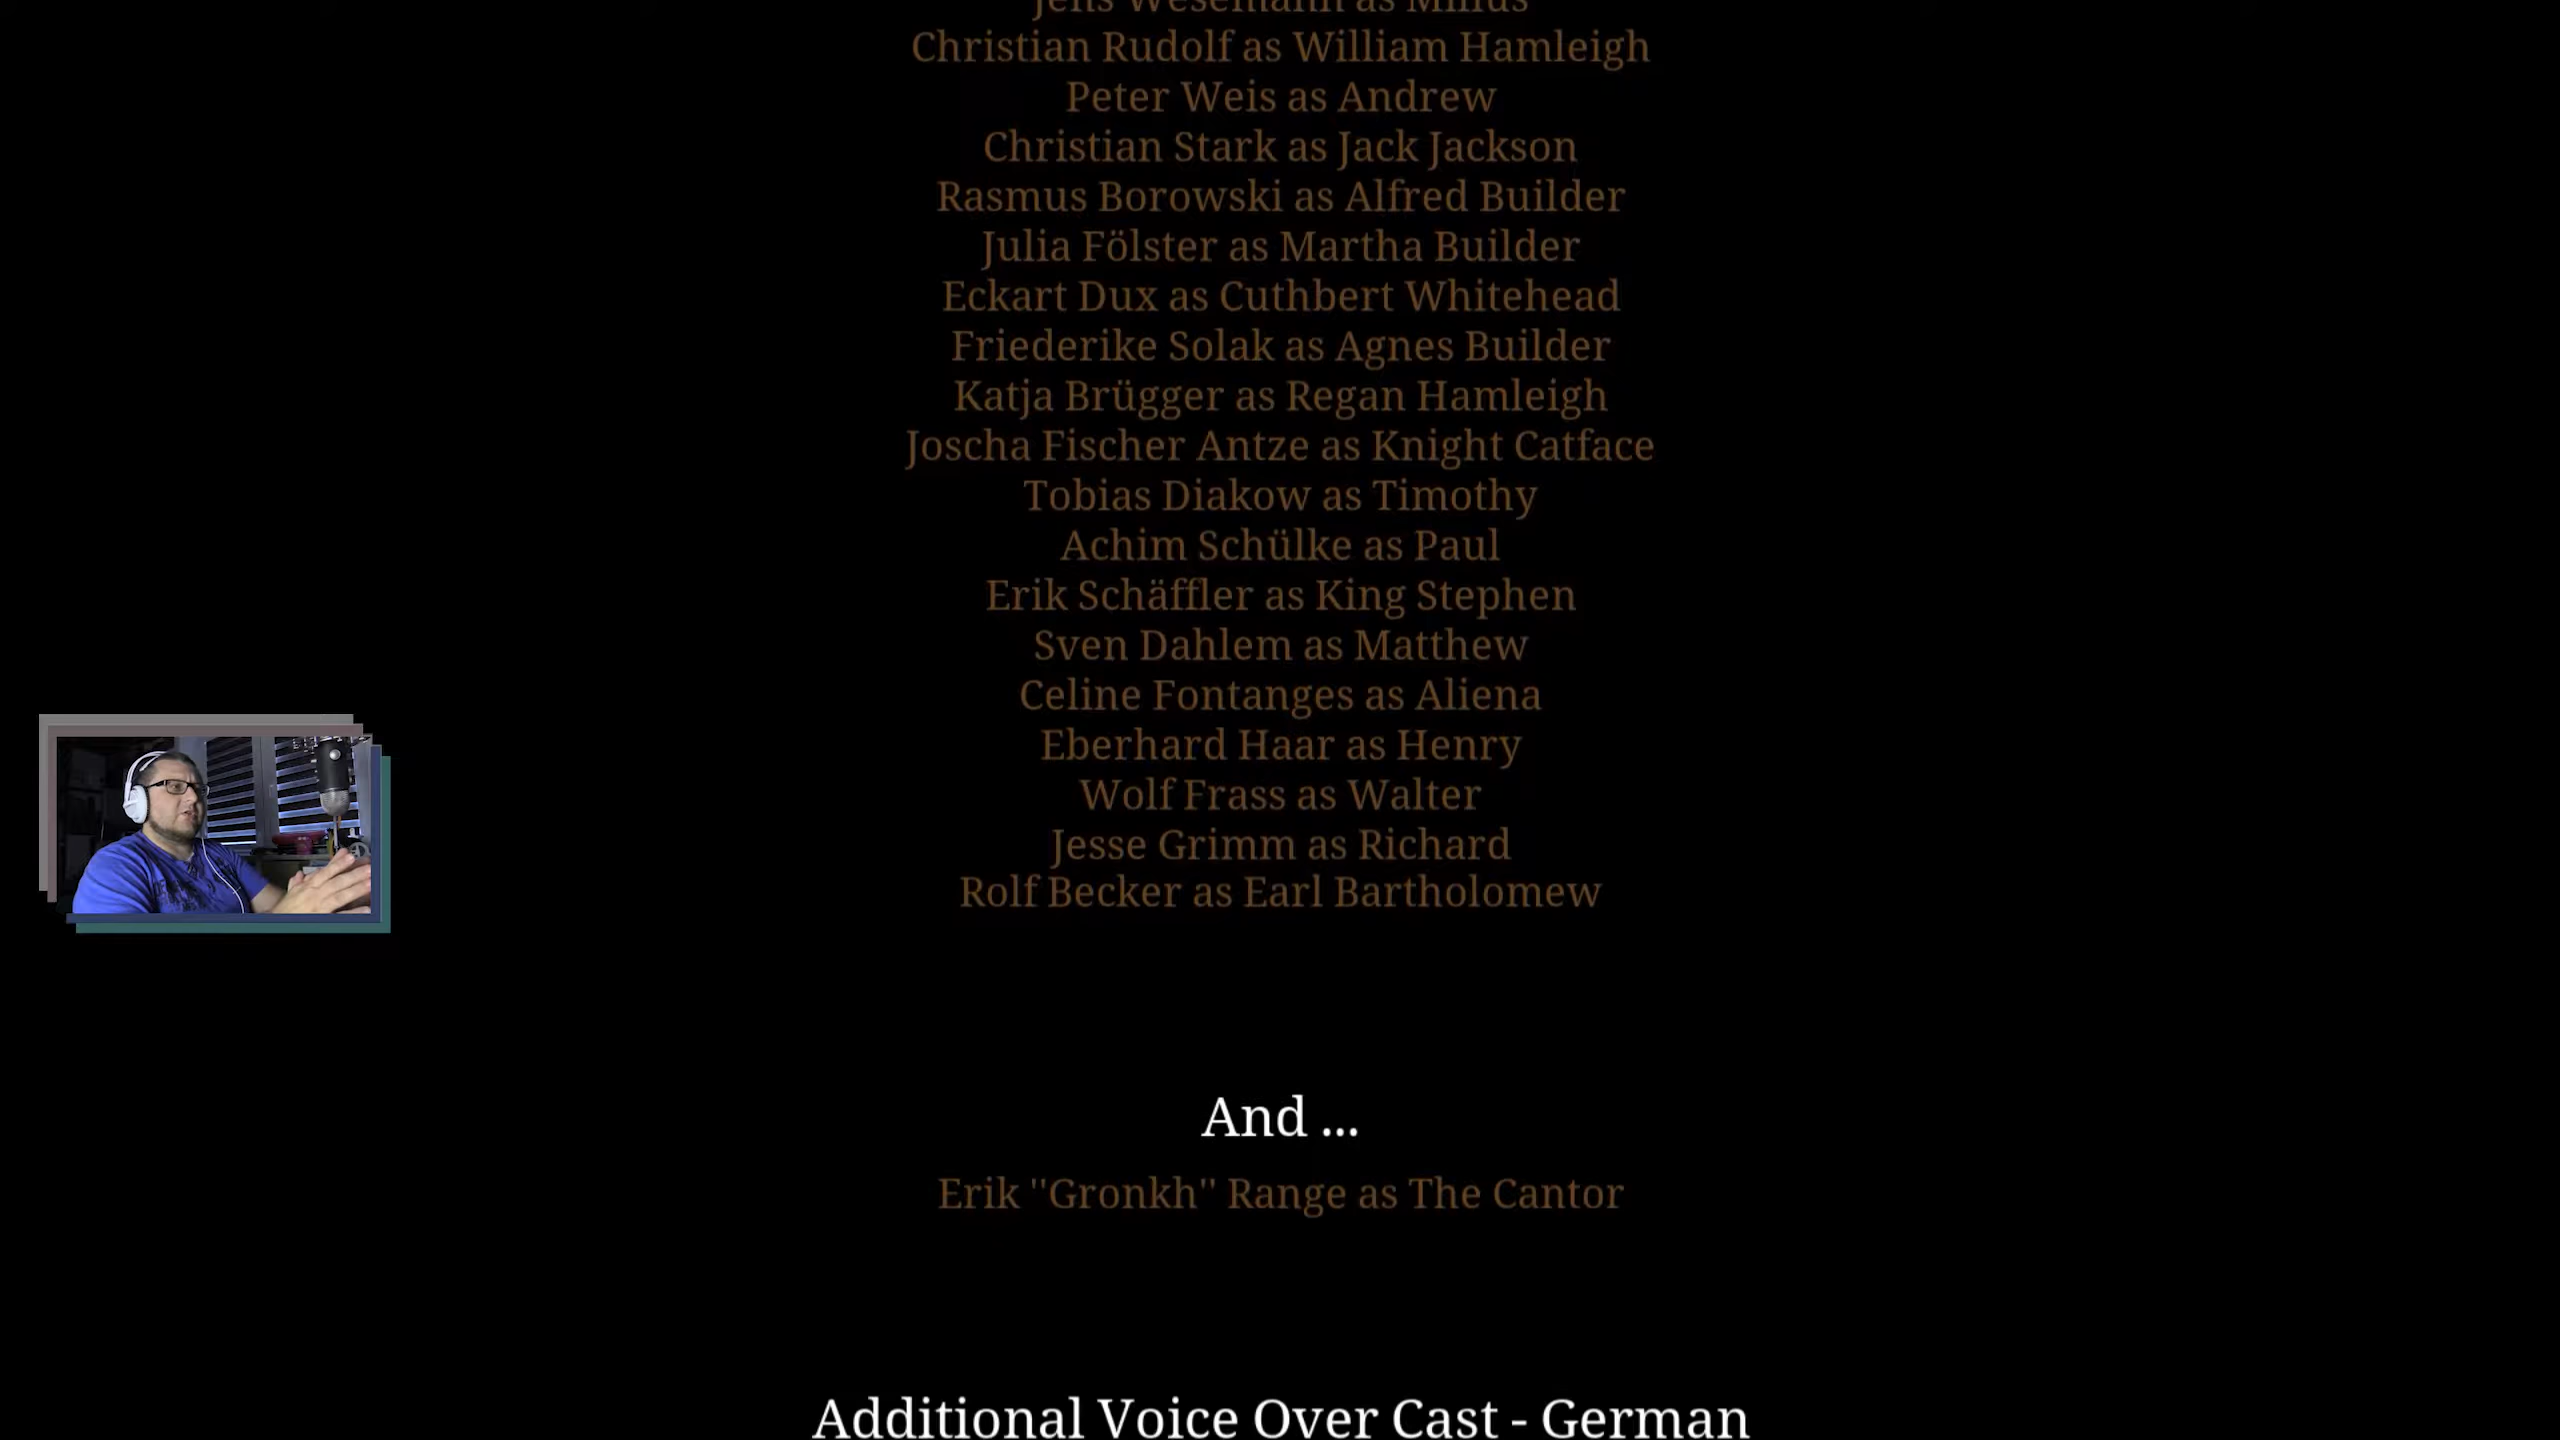 Jens Wesemann as Milius
Christian Rudolf as William Hamleigh
Peter Weis as Andrew
Christian Stark as Jack Jackson
Rasmus Borowski as Alfred Builder
Julia Fölster as Martha Builder
Eckart Dux as Cuthbert Whitehead
Friederike Solak as Agnes Builder
Katja Brügger as Regan Hamleigh
Joscha Fischer Antze as Knight Catface
Tobias Diakow as Timothy
Achim Schülke as Paul
Erik Schäffler as King Stephen
Sven Dahlem as Matthew
Celine Fontanges as Aliena
Eberhard Haar as Henry
Wolf Frass as Walter
Jesse Grimm as Richard
Rolf Becker as Earl Bartholomew
And ...
Erik "Gronkh" Range as The Cantor
Additional Voice Over Cast - German